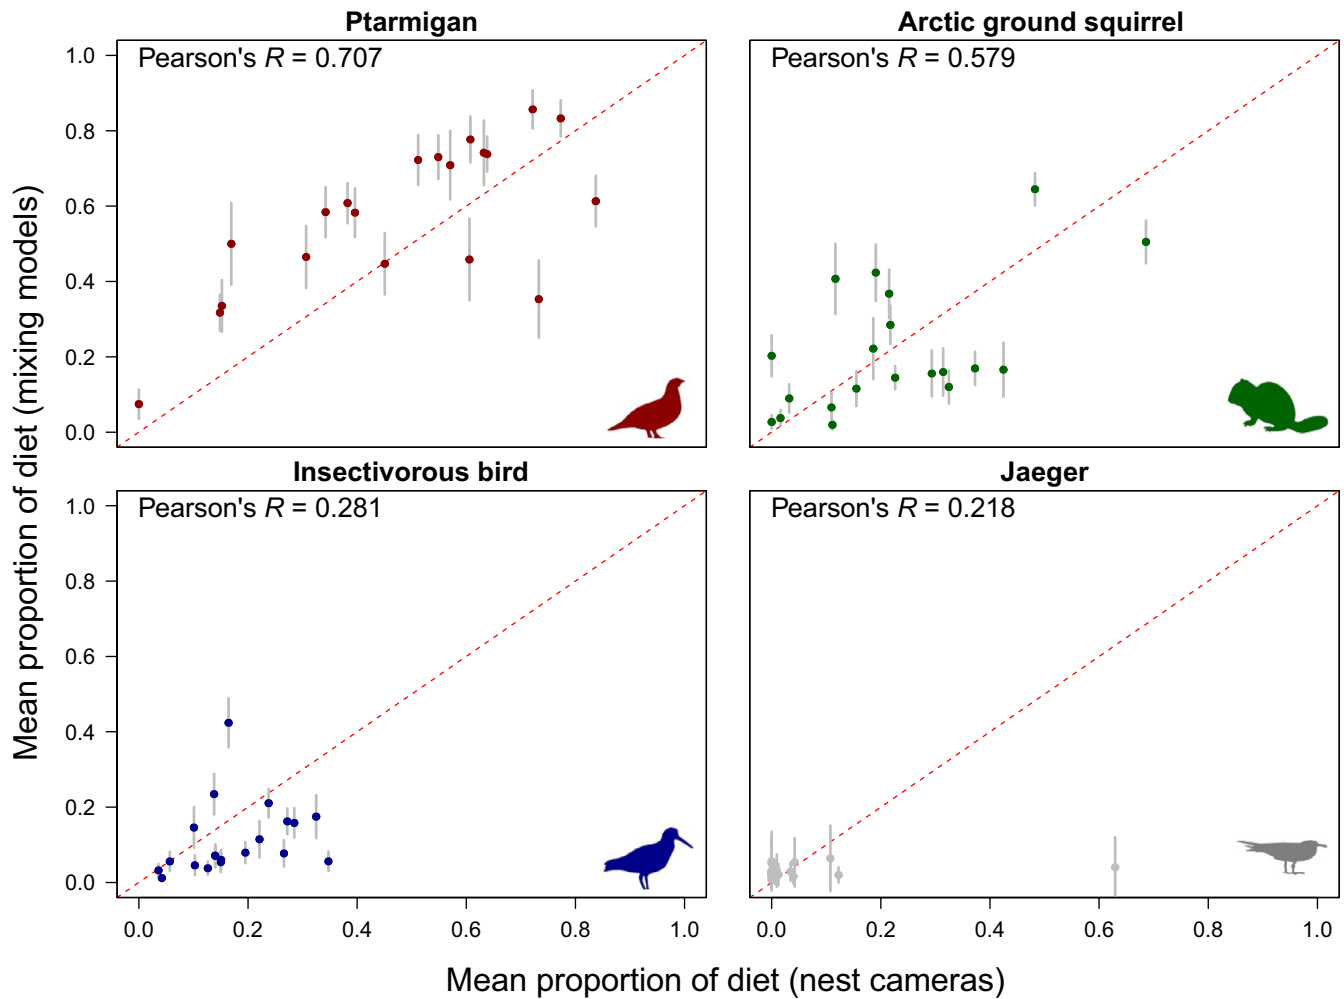 Ptarmigan
Arctic ground squirrel
Pearson's R = 0.707
Pearson's R = 0.579
1.0
0.8
0.6
0.4
0.2
0.0
Insectivorous bird
Jaeger
Pearson's R = 0.281
Pearson's R = 0.218
1.0
0.8
0.6
0.4
0.2
0.0
0.0 0.2 0.4 0.6 0.8 1.0
0.0 0.2 0.4 0.6 0.8 1.0
Mean proportion of diet (mixing models)
Mean proportion of diet (nest cameras)